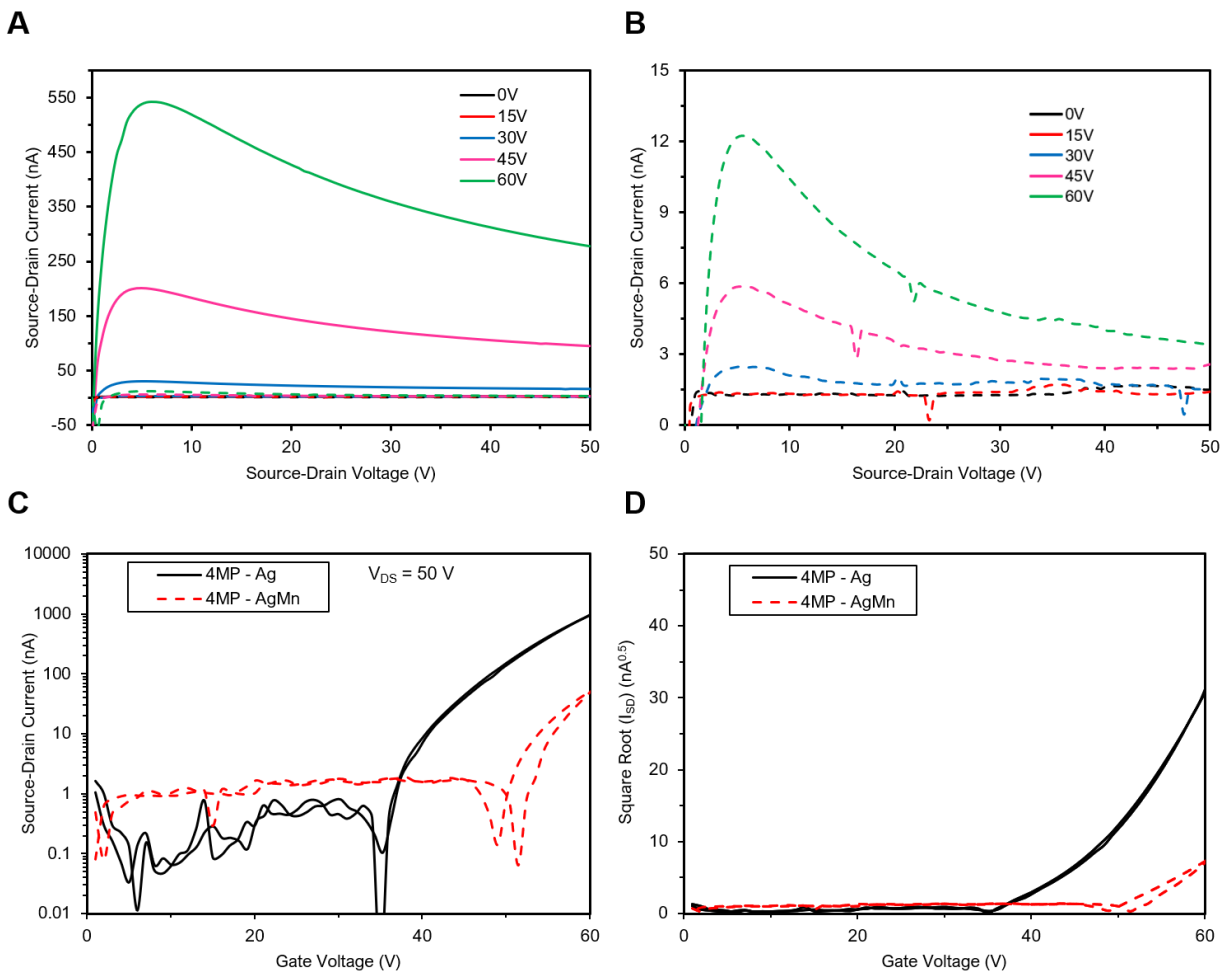 A
550
450
350
250
150
50
-50
0
10
20
30
40
50
Source-Drain Current (nA)
Source-Drain Voltage (V)
0V
15V
30V
45V
60V
B
15
12
9
6
3
0
0
10
20
30
40
50
Source-Drain Current (nA)
Source-Drain Voltage (V)
0V
15V
30V
45V
60V
C
10000
1000
100
10
1
0.1
0.01
0
20
40
60
Source-Drain Current (nA)
Gate Voltage (V)
4MP - Ag
4MP - AgMn
V_DS = 50 V
D
50
40
30
20
10
0
0
20
40
60
Square Root (I_SD) (nA^0.5)
Gate Voltage (V)
4MP - Ag
4MP - AgMn